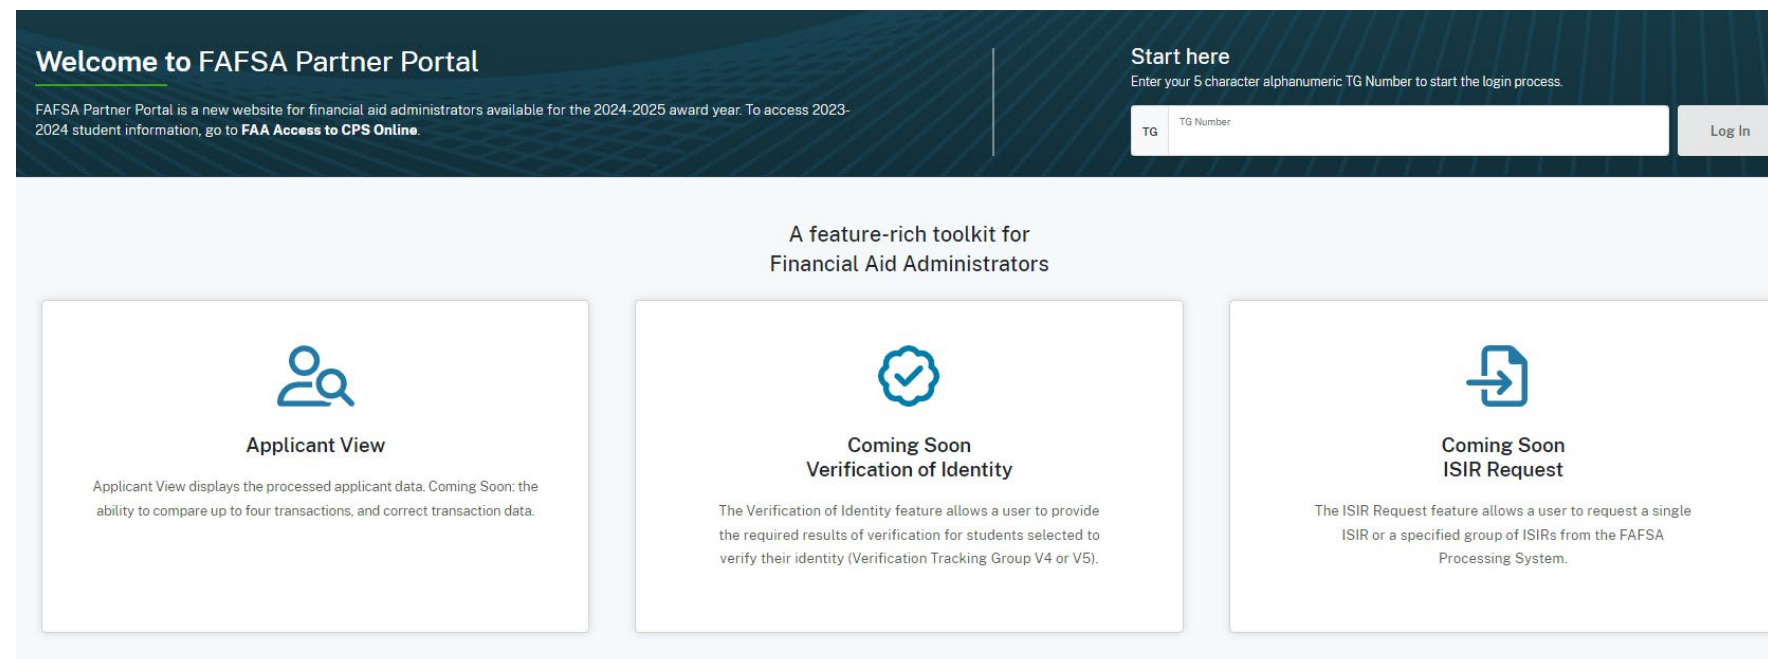 Welcome to FAFSA Partner Portal
FAFSA Partner Portal is a new website for financial aid administrators available for the 2024-2025 award year. To access 2023-
2024 student information, go to FAA Access to CPS Online.
Start here
Enter your 5 character alphanumeric TG Number to start the login process.
TG
TG Number
Log In
A feature-rich toolkit for
Financial Aid Administrators
Applicant View
Applicant View displays the processed applicant data. Coming Soon: the
ability to compare up to four transactions, and correct transaction data.
Coming Soon
Verification of Identity
The Verification of Identity feature allows a user to provide
the required results of verification for students selected to
verify their identity (Verification Tracking Group V4 or V5).
Coming Soon
ISIR Request
The ISIR Request feature allows a user to request a single
ISIR or a specified group of ISIRs from the FAFSA
Processing System.